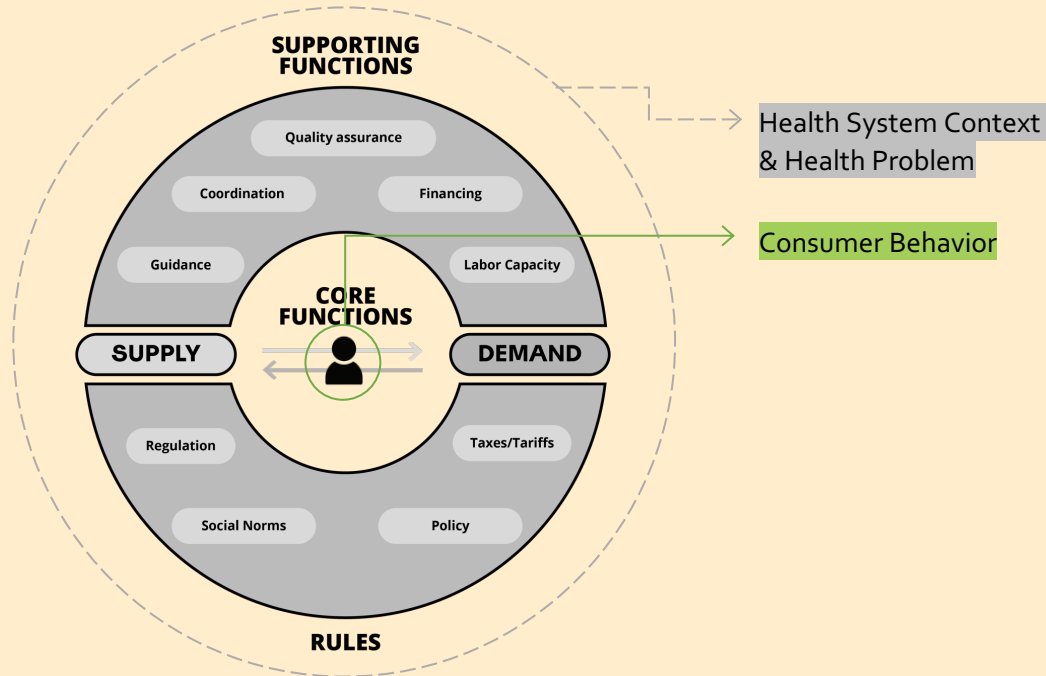 SUPPORTING
FUNCTIONS
Quality assurance
Coordination
Financing
Guidance
Labor Capacity
CORE
FUNCTIONS
SUPPLY
DEMAND
Regulation
Taxes/Tariffs
Social Norms
Policy
RULES
Health System Context
& Health Problem
Consumer Behavior